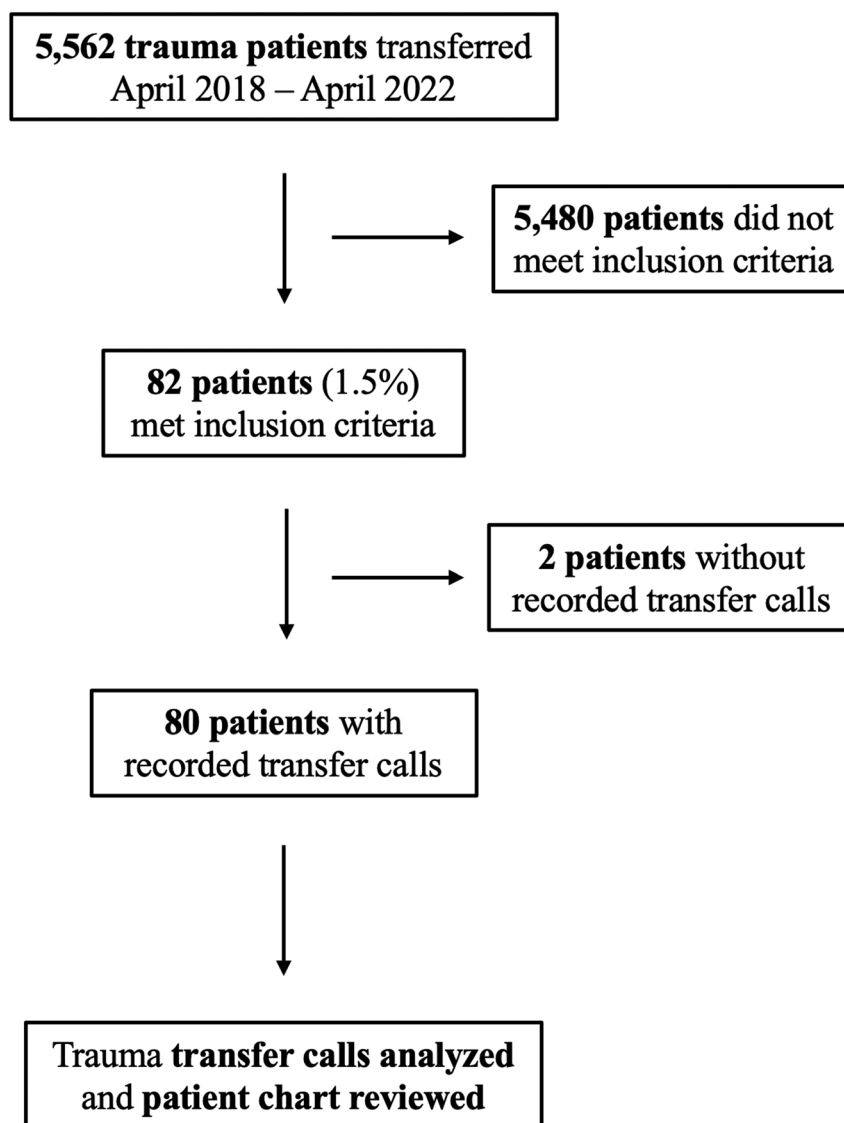 5,562 trauma patients transferred
April 2018 – April 2022
5,480 patients did not
meet inclusion criteria
82 patients (1.5%)
met inclusion criteria
2 patients without
recorded transfer calls
80 patients with
recorded transfer calls
Trauma transfer calls analyzed
and patient chart reviewed